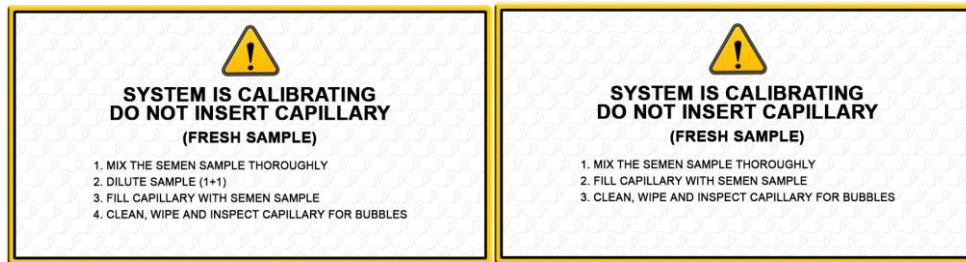 SYSTEM IS CALIBRATING
DO NOT INSERT CAPILLARY
(FRESH SAMPLE)
1. MIX THE SEMEN SAMPLE THOROUGHLY
2. DILUTE SAMPLE (1+1)
3. FILL CAPILLARY WITH SEMEN SAMPLE
4. CLEAN, WIPE AND INSPECT CAPILLARY FOR BUBBLES
SYSTEM IS CALIBRATING
DO NOT INSERT CAPILLARY
(FRESH SAMPLE)
1. MIX THE SEMEN SAMPLE THOROUGHLY
2. FILL CAPILLARY WITH SEMEN SAMPLE
3. CLEAN, WIPE AND INSPECT CAPILLARY FOR BUBBLES